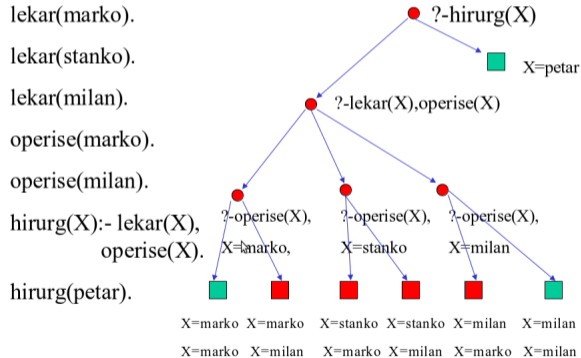 lekar(marko).
lekar(stanko).
lekar(milan).
operise(marko).
operise(milan).
hirurg(X):- lekar(X),
operise(X).
hirurg(petar).
?-hirurg(X)
X=petar
?-lekar(X),operise(X)
?-operise(X), ?-operise(X), ?-operise(X),
X=marko, X=stanko X=milan
X=marko X=marko X=stanko X=stanko X=milan X=milan
X=marko X=milan X=marko X=milan X=marko X=milan